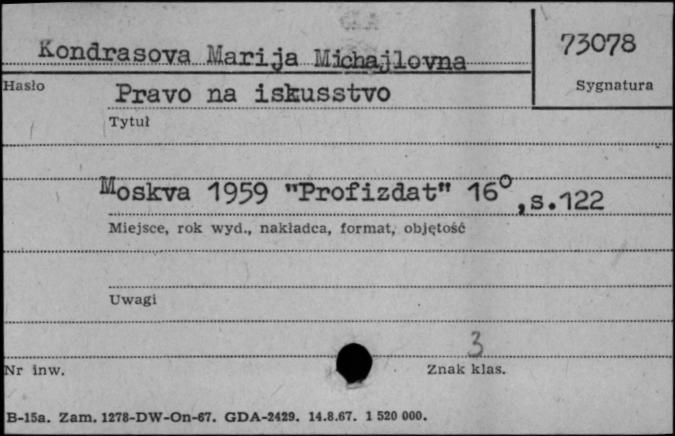 Kondrasova Marija Michajlovna
73078
Hasło
Sygnatura
Pravo na iskusstvo
Tytuł
Moskva 1959 "Profizdat" 16°, s.122
Miejsce, rok wyd., nakładca, format, objętość
Uwagi
3
Nr inw.
Znak klas.
B-15a. Zam. 1278-DW-On-67. GDA-2429. 14.8.67. 1 520 000.